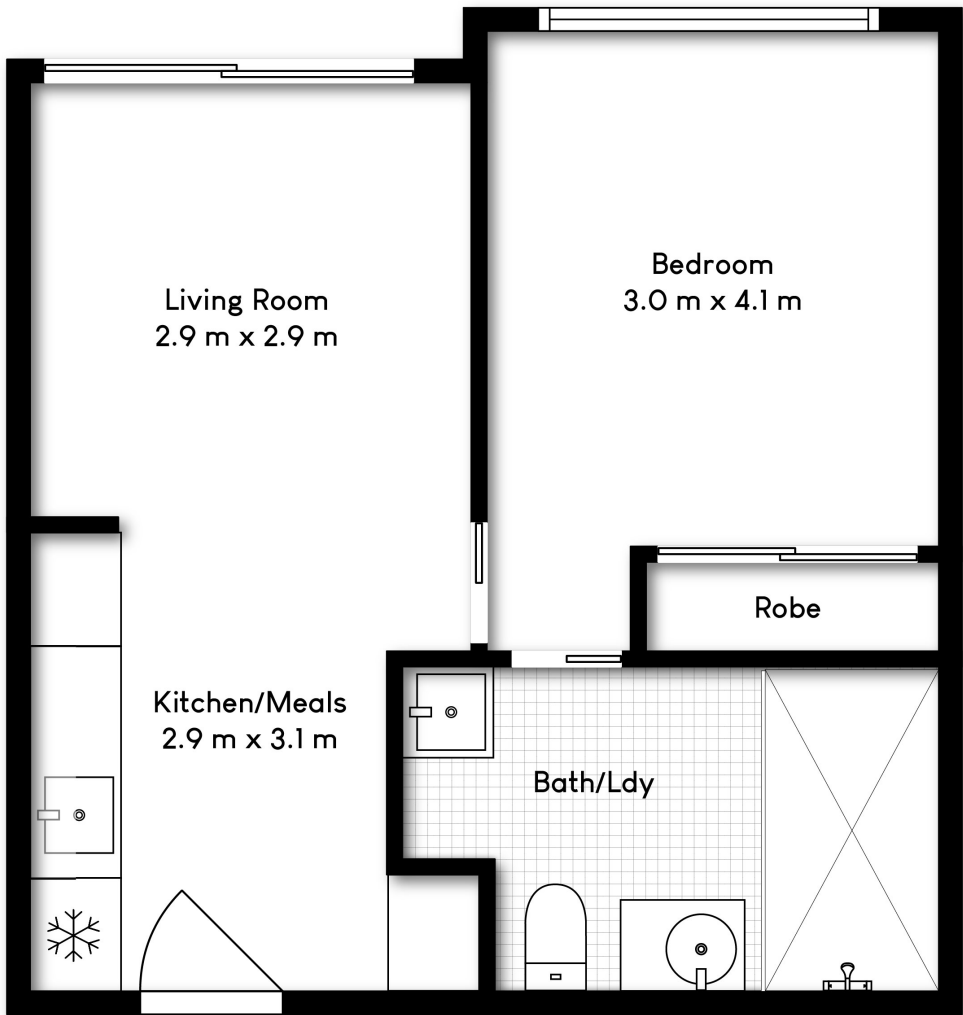 Bedroom
3.0 m x 4.1 m
Living Room
2.9 m x 2.9 m
Robe
Kitchen/Meals
2.9 m x 3.1 m
Bath/Ldy